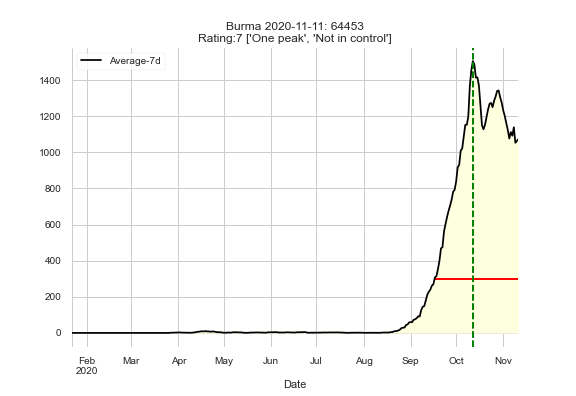 Burma 2020-11-11: 64453
Rating:7 ['One peak', 'Not in control']
Average-7d
1400
1200
1000
800
600
400
200
0
Feb Mar Apr May Jun Jul Aug Sep Oct Nov
2020
Date